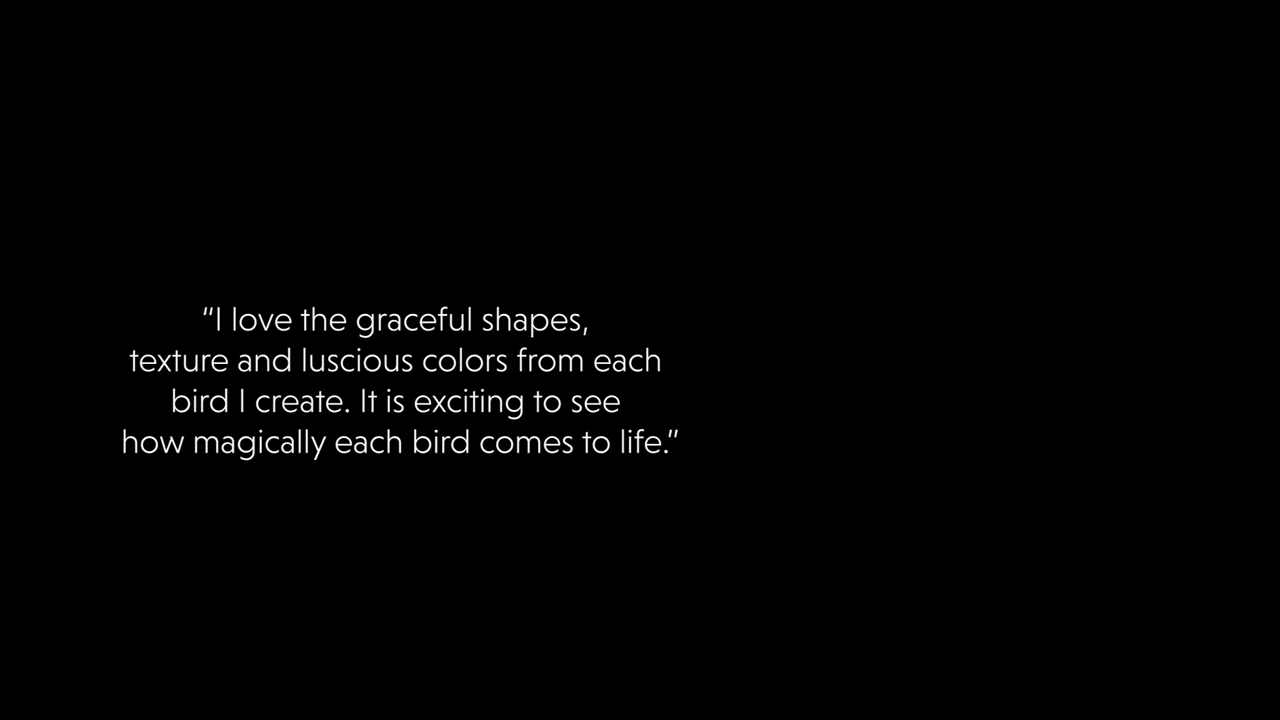 “I love the graceful shapes,
texture and luscious colors from each
bird I create. It is exciting to see
how magically each bird comes to life.”